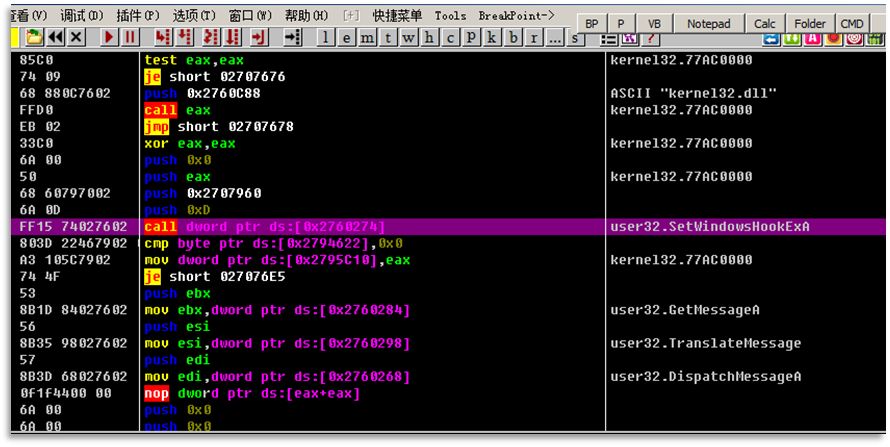 查看(V) 调试(D) 插件(P) 选项(T) 窗口(W) 帮助(H) [+] 快捷菜单 Tools BreakPoint->
BP P VB Notepad Calc Folder CMD
l e m t w h c p k b r ... s ?
85C0 test eax,eax kernel32.77AC0000
74 09 je short 02707676
68 880C7602 push 0x2760C88 ASCII "kernel32.dll"
FFD0 call eax kernel32.77AC0000
EB 02 jmp short 02707678
33C0 xor eax,eax kernel32.77AC0000
6A 00 push 0x0
50 push eax kernel32.77AC0000
68 60797002 push 0x2707960
6A 0D push 0xD
FF15 74027602 call dword ptr ds:[0x2760274] user32.SetWindowsHookExA
803D 22467902 cmp byte ptr ds:[0x2794622],0x0
A3 105C7902 mov dword ptr ds:[0x2795C10],eax kernel32.77AC0000
74 4F je short 027076E5
53 push ebx
8B1D 84027602 mov ebx,dword ptr ds:[0x2760284] user32.GetMessageA
56 push esi
8B35 98027602 mov esi,dword ptr ds:[0x2760298] user32.TranslateMessage
57 push edi
8B3D 68027602 mov edi,dword ptr ds:[0x2760268] user32.DispatchMessageA
0F1F4400 00 nop dword ptr ds:[eax+eax]
6A 00 push 0x0
6A 00 push 0x0